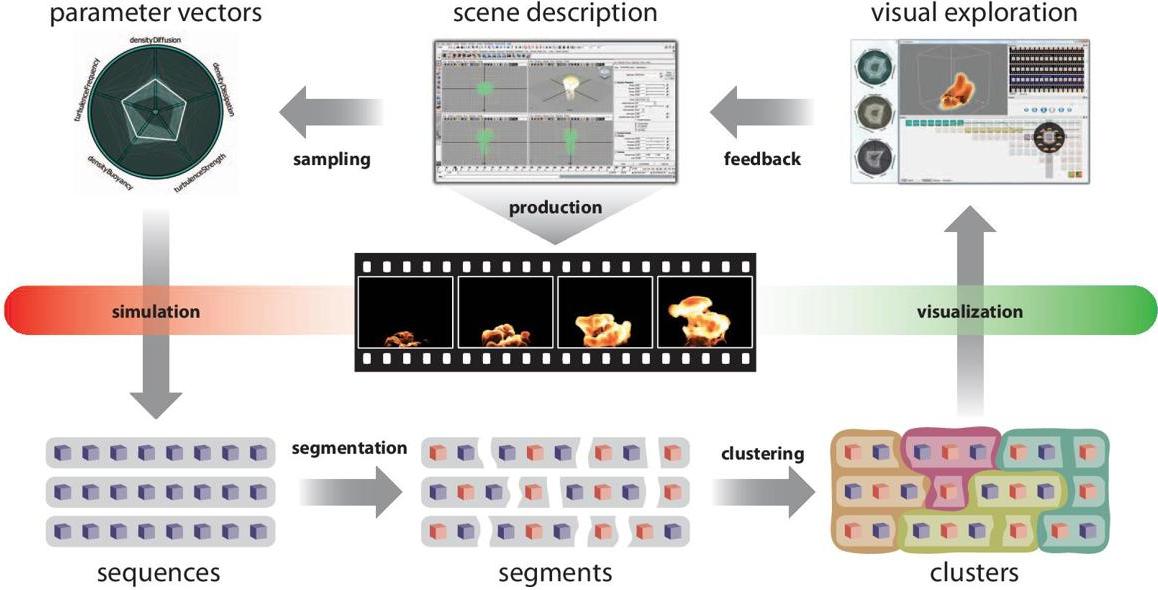 parameter vectors
scene description
visual exploration
densityDiffusion
turbulenceFrequency
densityDissipation
densityBuoyancy
turbulenceStrength
sampling
feedback
production
simulation
visualization
segmentation
clustering
sequences
segments
clusters